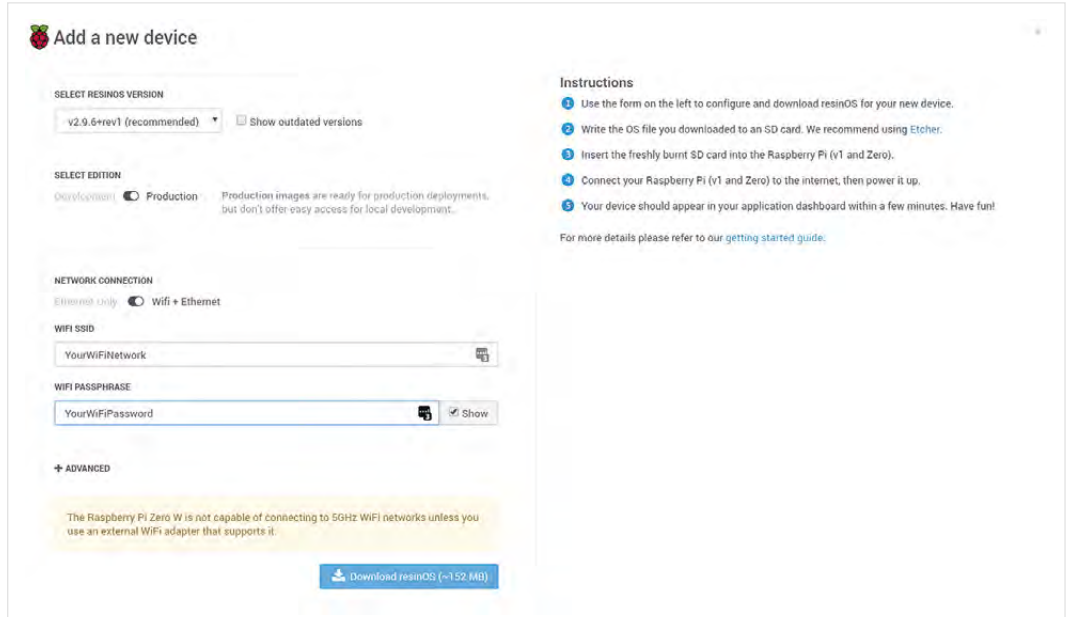 Add a new device
SELECT RESINOS VERSION
v2.9.6+rev1 (recommended)
Show outdated versions
SELECT EDITION
Development
Production
Production images are ready for production deployments,
but don't offer easy access for local development.
NETWORK CONNECTION
Ethernet Only
Wifi + Ethernet
WIFI SSID
YourWiFiNetwork
WIFI PASSPHRASE
YourWiFiPassword
Show
+ ADVANCED
The Raspberry Pi Zero W is not capable of connecting to 5GHz WiFi networks unless you
use an external WiFi adapter that supports it.
Download resinOS (~152 MB)
Instructions
1 Use the form on the left to configure and download resinOS for your new device.
2 Write the OS file you downloaded to an SD card. We recommend using Etcher.
3 Insert the freshly burnt SD card into the Raspberry Pi (v1 and Zero).
4 Connect your Raspberry Pi (v1 and Zero) to the internet, then power it up.
5 Your device should appear in your application dashboard within a few minutes. Have fun!
For more details please refer to our getting started guide.